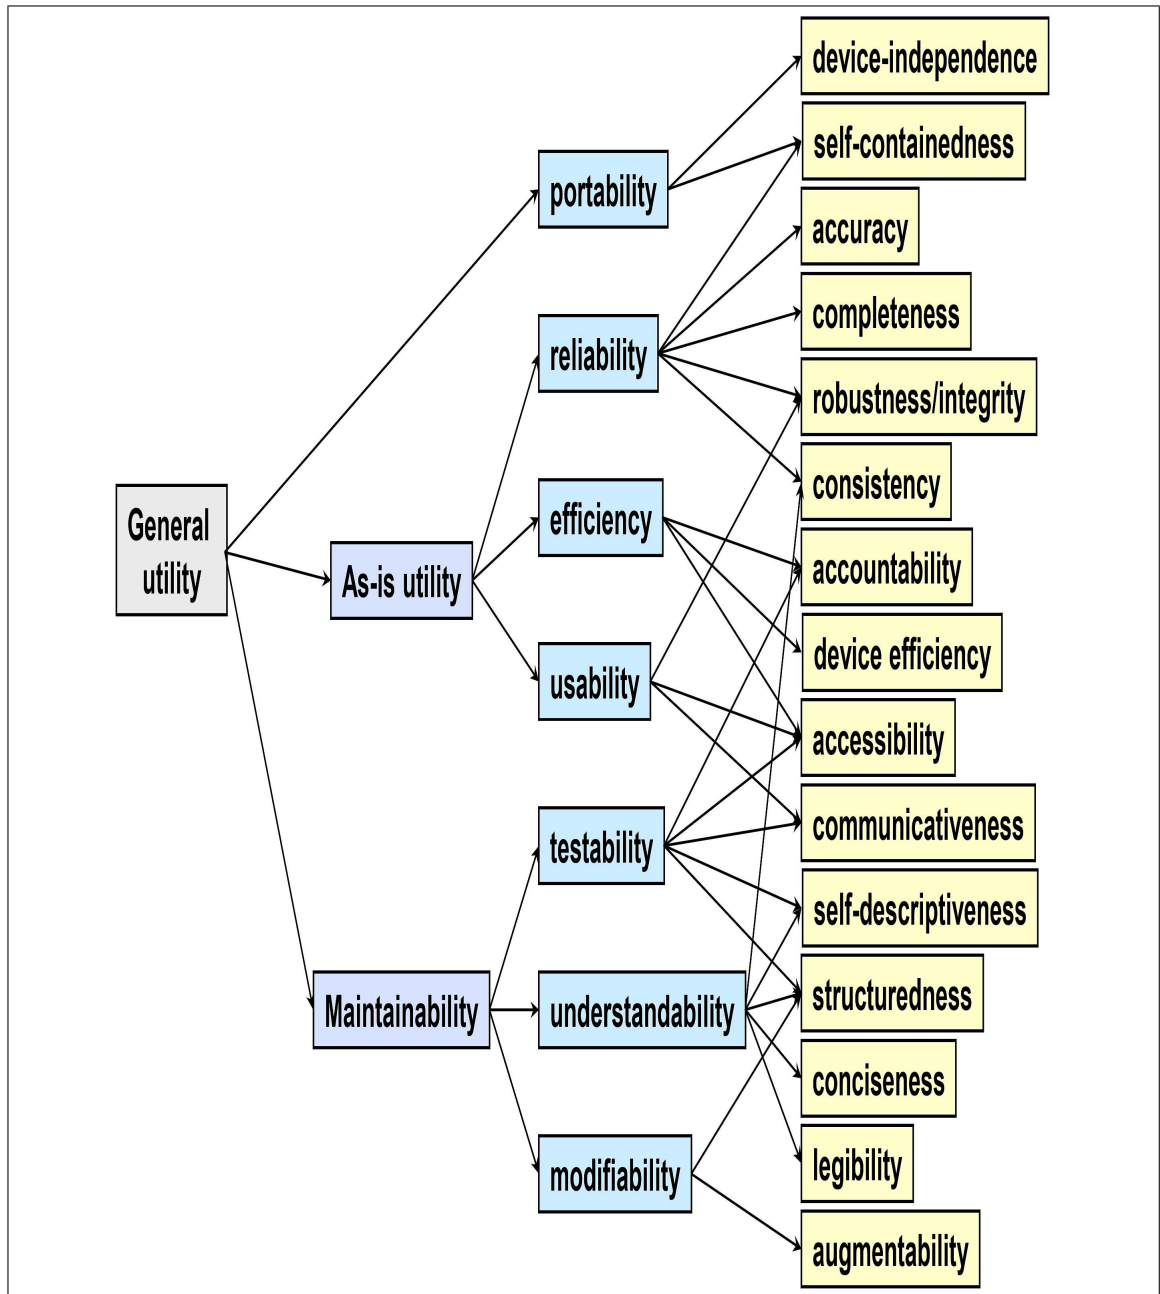 General
utility
As-is utility
Maintainability
portability
reliability
efficiency
usability
testability
understandability
modifiability
device-independence
self-containedness
accuracy
completeness
robustness/integrity
consistency
accountability
device efficiency
accessibility
communicativeness
self-descriptiveness
structuredness
conciseness
legibility
augmentability